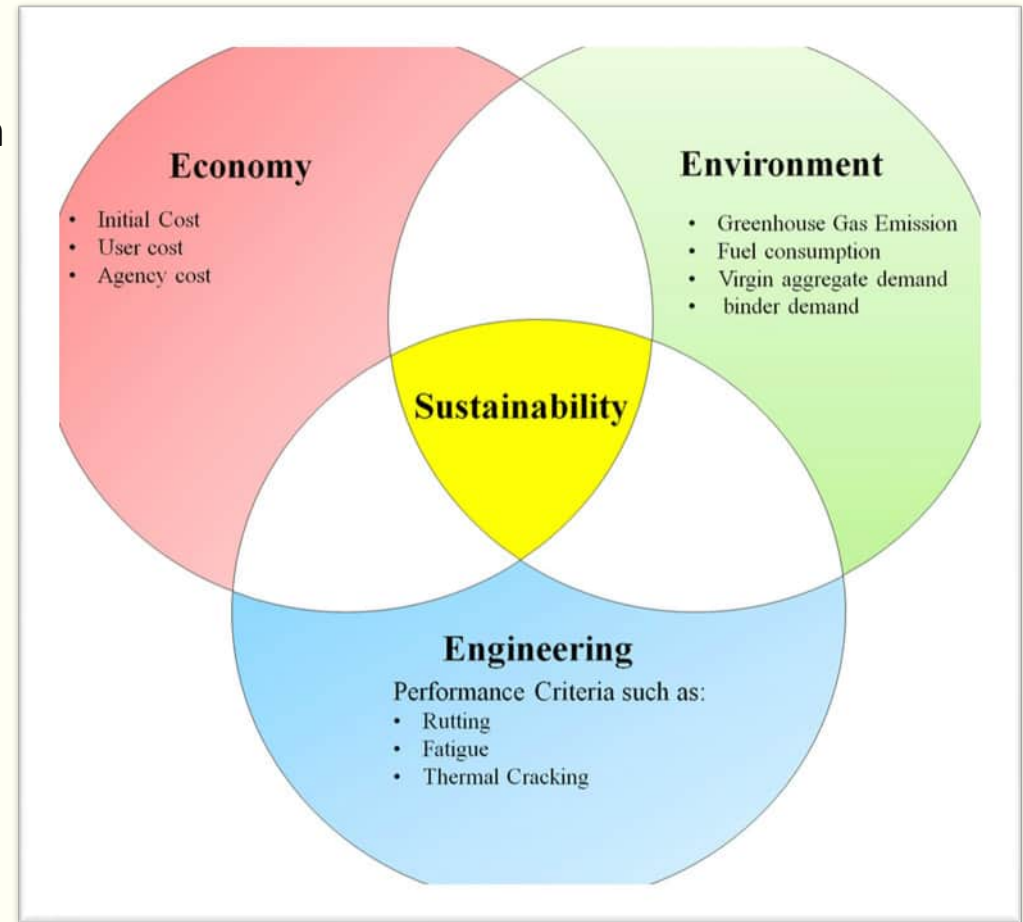 Economy
• Initial Cost
• User cost
• Agency cost
Environment
• Greenhouse Gas Emission
• Fuel consumption
• Virgin aggregate demand
• binder demand
Sustainability
Engineering
Performance Criteria such as:
• Rutting
• Fatigue
• Thermal Cracking